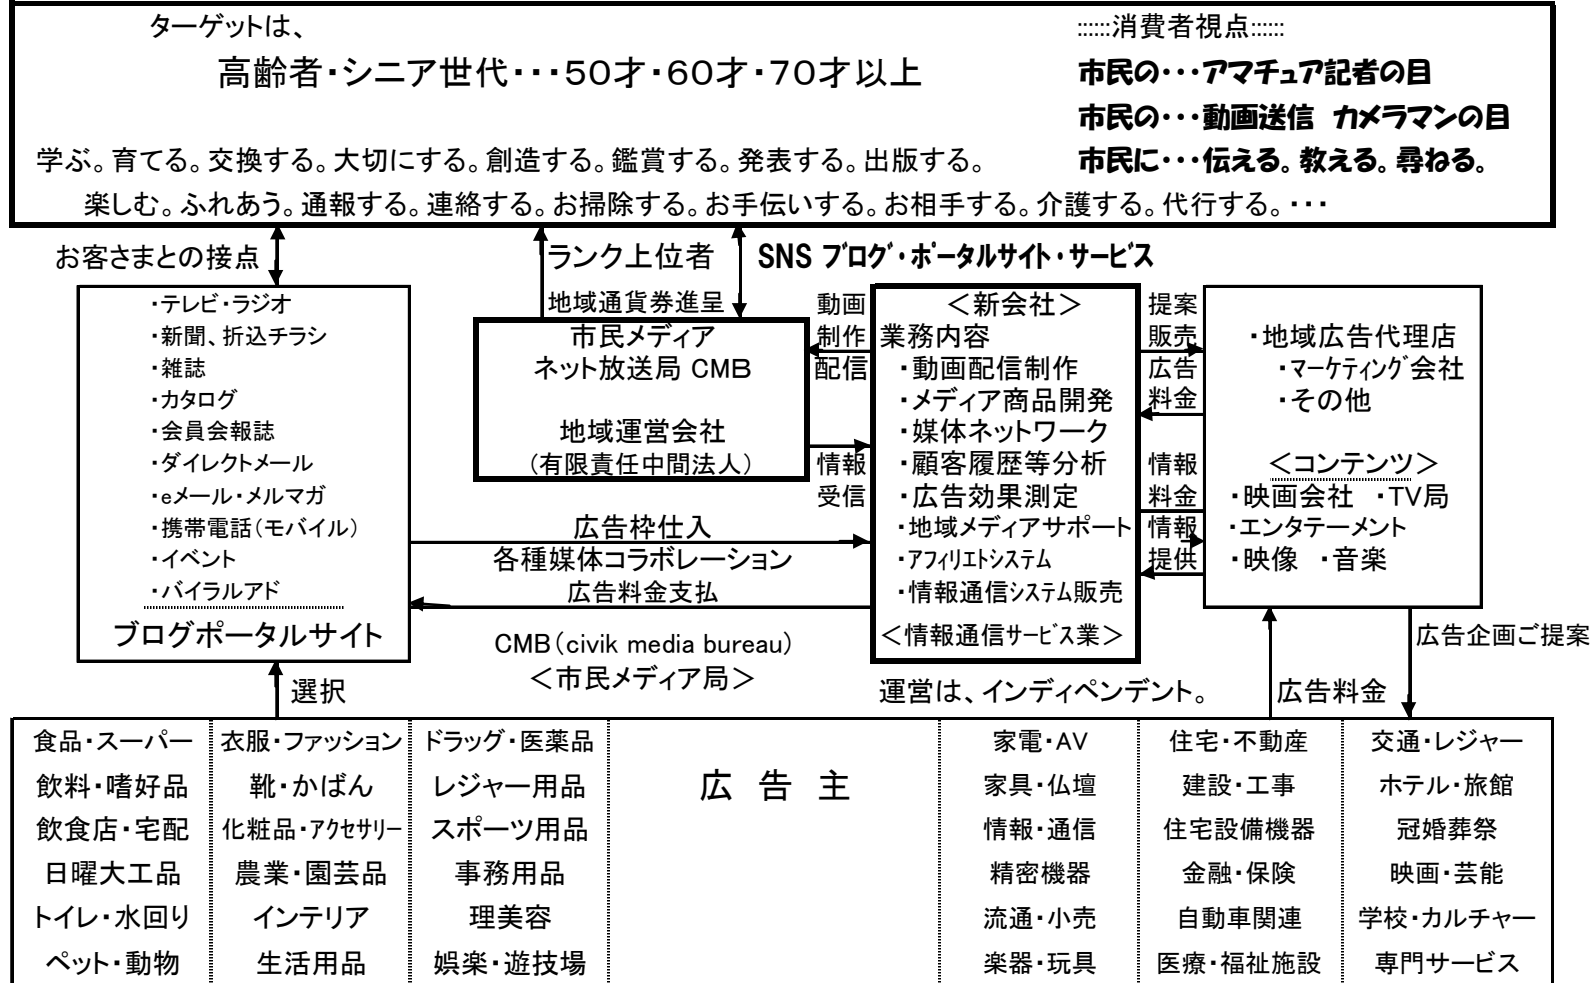 ターゲットは、
::::::消費者視点::::::
高齢者・シニア世代・・・50才・60才・70才以上
市民の・・・アマチュア記者の目
市民の・・・動画送信 カメラマンの目
学ぶ。育てる。交換する。大切にする。創造する。鑑賞する。発表する。出版する。
市民に・・・伝える。教える。尋ねる。
楽しむ。ふれあう。通報する。連絡する。お掃除する。お手伝いする。お相手する。介護する。代行する。・・・
お客さまとの接点
ランク上位者
SNS ブログ・ポータルサイト・サービス
地域通貨券進呈
・テレビ・ラジオ
・新聞、折込チラシ
・雑誌
・カタログ
・会員会報誌
・ダイレクトメール
・eメール・メルマガ
・携帯電話(モバイル)
・イベント
・バイラルアド
ブログポータルサイト
市民メディア
ネット放送局 CMB
地域運営会社
(有限責任中間法人)
動画
制作
配信
情報
受信
<新会社>
業務内容
・動画配信制作
・メディア商品開発
・媒体ネットワーク
・顧客履歴等分析
・広告効果測定
・地域メディアサポート
・アフィリエトシステム
・情報通信システム販売
<情報通信サービス業>
提案
販売
広告
料金
情報
料金
情報
提供
・地域広告代理店
・マーケティング会社
・その他
<コンテンツ>
・映画会社 ・TV局
・エンタテーメント
・映像 ・音楽
広告枠仕入
各種媒体コラボレーション
広告料金支払
CMB(civik media bureau)
<市民メディア局>
運営は、インディペンデント。
選択
広告料金
広告企画ご提案
食品・スーパー
飲料・嗜好品
飲食店・宅配
日曜大工品
トイレ・水回り
ペット・動物
衣服・ファッション
靴・かばん
化粧品・アクセサリー
農業・園芸品
インテリア
生活用品
ドラッグ・医薬品
レジャー用品
スポーツ用品
事務用品
理美容
娯楽・遊技場
広 告 主
家電・AV
家具・仏壇
情報・通信
精密機器
流通・小売
楽器・玩具
住宅・不動産
建設・工事
住宅設備機器
金融・保険
自動車関連
医療・福祉施設
交通・レジャー
ホテル・旅館
冠婚葬祭
映画・芸能
学校・カルチャー
専門サービス